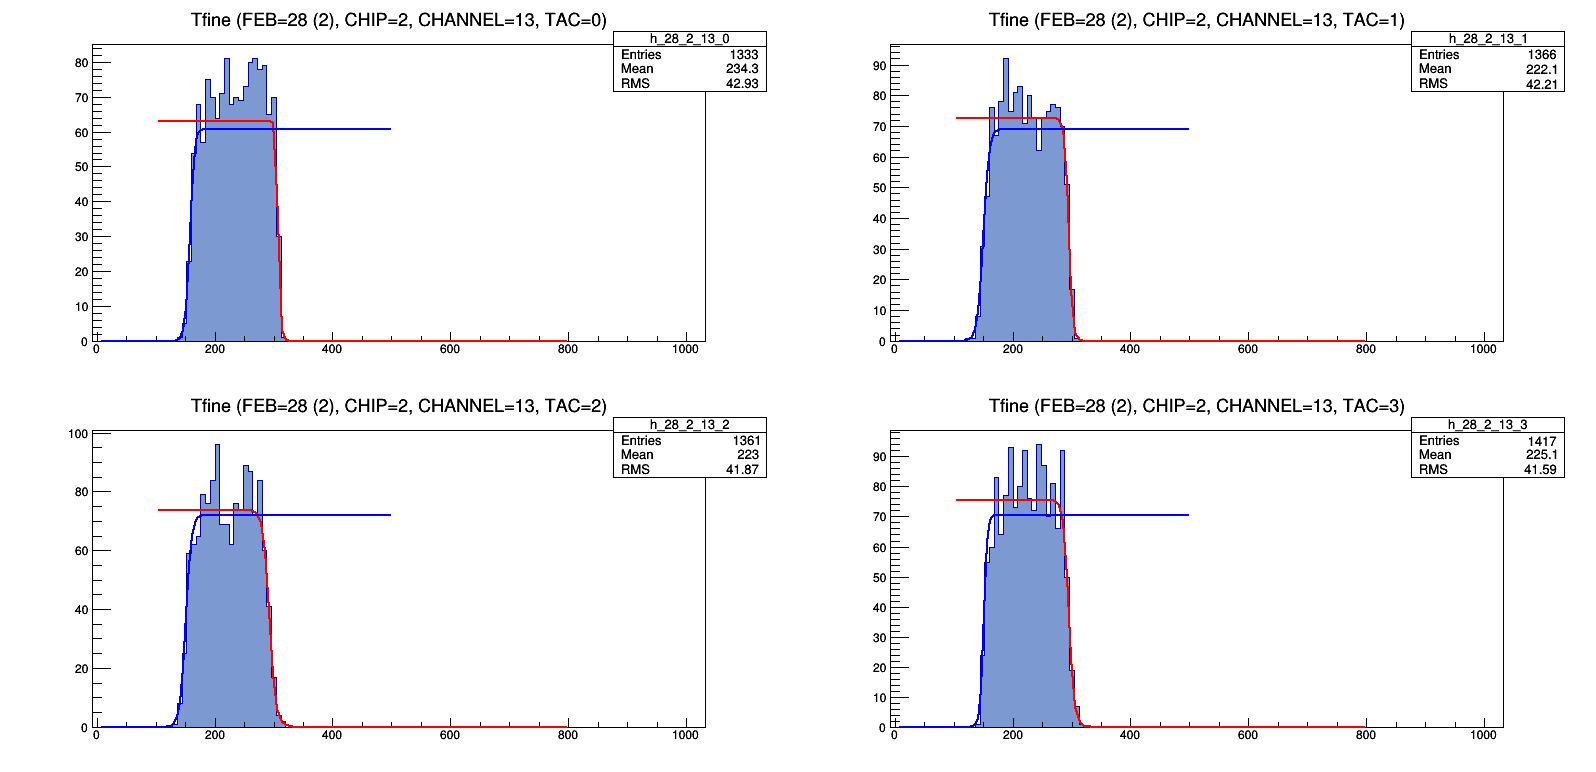 Tfine (FEB=28 (2), CHIP=2, CHANNEL=13, TAC=0)
h_28_2_13_0
Entries 1333
Mean 234.3
RMS 42.93
80
70
60
50
40
30
20
10
0
0 200 400 600 800 1000
Tfine (FEB=28 (2), CHIP=2, CHANNEL=13, TAC=1)
h_28_2_13_1
Entries 1366
Mean 222.1
RMS 42.21
90
80
70
60
50
40
30
20
10
0
0 200 400 600 800 1000
Tfine (FEB=28 (2), CHIP=2, CHANNEL=13, TAC=2)
h_28_2_13_2
Entries 1361
Mean 223
RMS 41.87
100
80
60
40
20
0
0 200 400 600 800 1000
Tfine (FEB=28 (2), CHIP=2, CHANNEL=13, TAC=3)
h_28_2_13_3
Entries 1417
Mean 225.1
RMS 41.59
90
80
70
60
50
40
30
20
10
0
0 200 400 600 800 1000